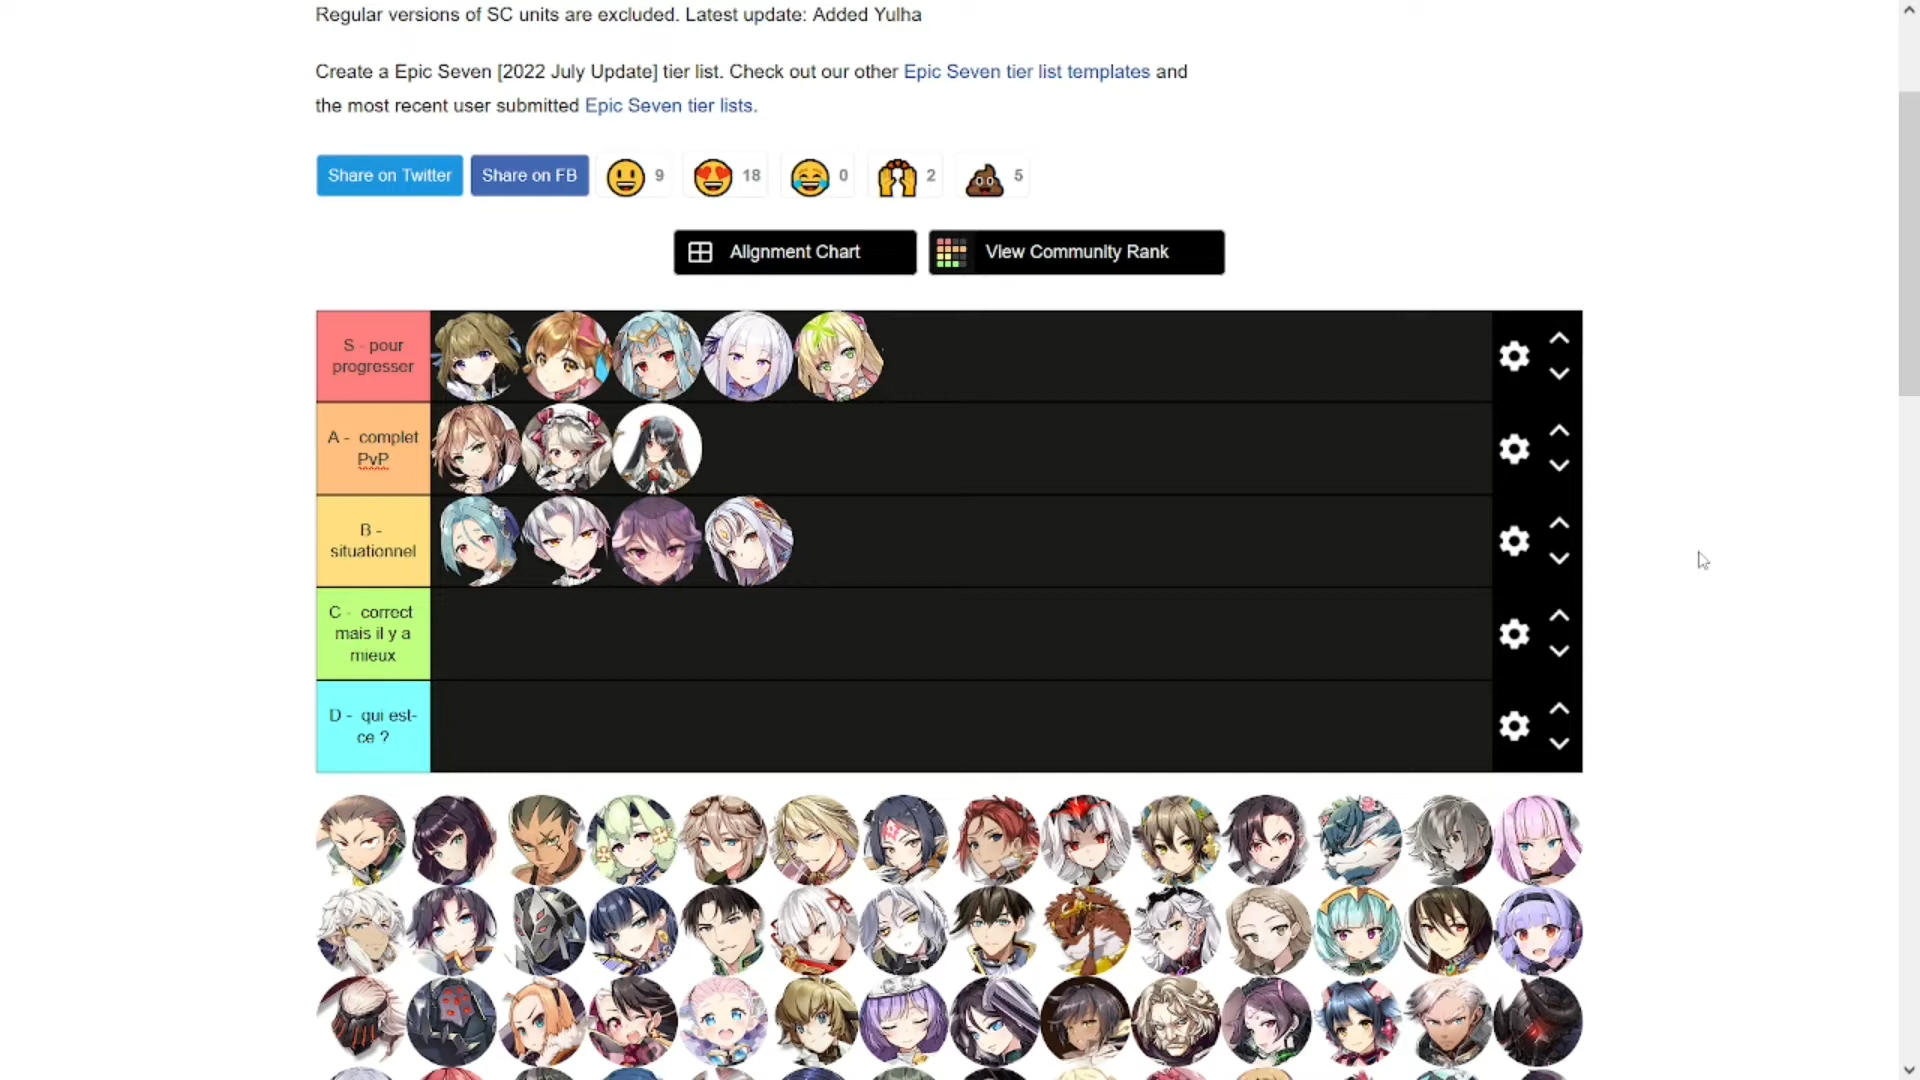 Regular versions of SC units are excluded. Latest update: Added Yulha
Create a Epic Seven [2022 July Update] tier list. Check out our other Epic Seven tier list templates and
the most recent user submitted Epic Seven tier lists.
Share on Twitter Share on FB 9 18 0 2 5
Alignment Chart View Community Rank
S - pour
progresser
A - complet
PvP
B -
situationnel
C - correct
mais il y a
mieux
D - qui est-
ce ?